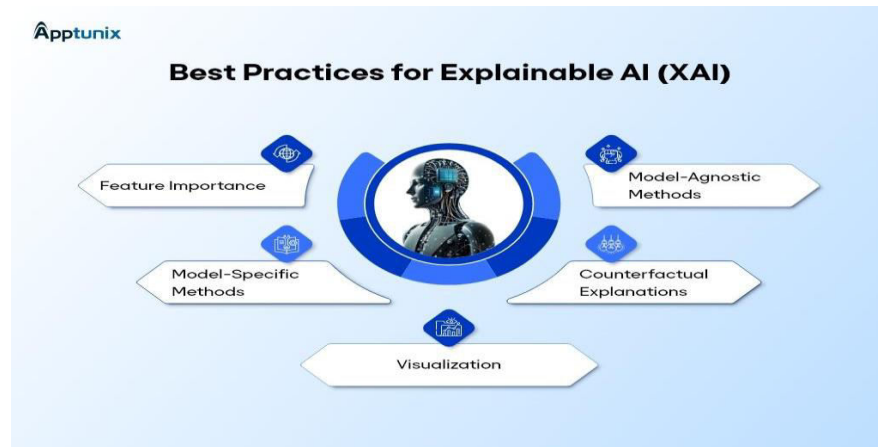 Apptunix
Best Practices for Explainable AI (XAI)
Feature Importance
Model-Agnostic
Methods
Model-Specific
Methods
Counterfactual
Explanations
Visualization